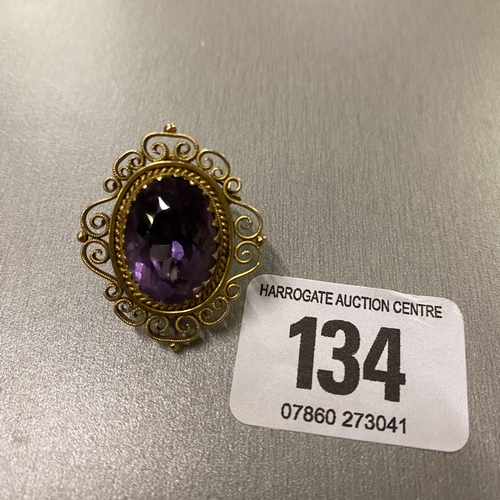 HARROGATE AUCTION CENTRE
134
07860 273041